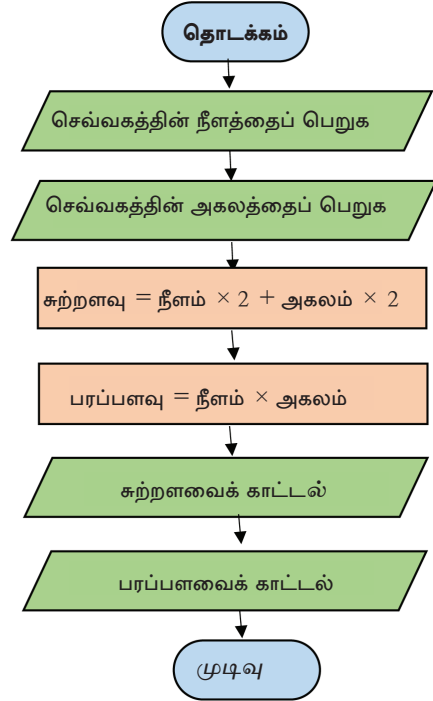 தொடக்கம்
செவ்வகத்தின் நீளத்தைப் பெறுக
செவ்வகத்தின் அகலத்தைப் பெறுக
சுற்றளவு = நீளம் × 2 + அகலம் × 2
பரப்பளவு = நீளம் × அகலம்
சுற்றளவைக் காட்டல்
பரப்பளவைக் காட்டல்
முடிவு